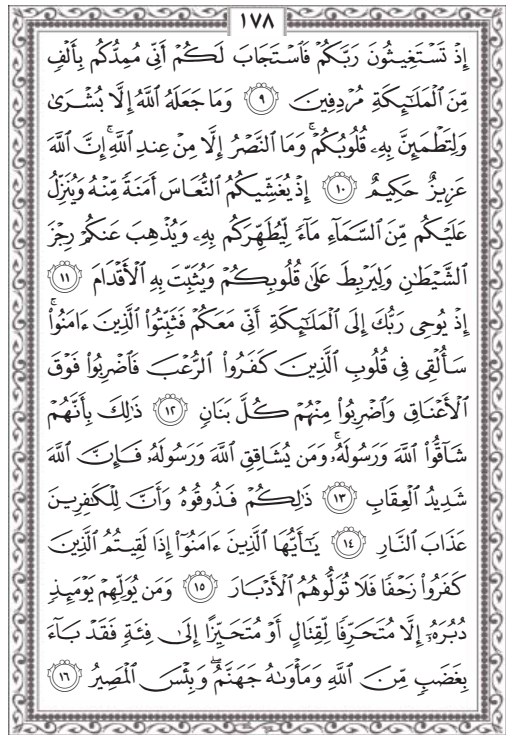 ١٧٨
إِذْ تَسْتَغِيثُونَ رَبَّكُمْ فَٱسْتَجَابَ لَكُمْ أَنِّى مُمِدُّكُم بِأَلْفٍ
مِّنَ ٱلْمَلَـٰٓئِكَةِ مُرْدِفِينَ ٩ وَمَا جَعَلَهُ ٱللَّهُ إِلَّا بُشْرَىٰ
وَلِتَطْمَئِنَّ بِهِۦ قُلُوبُكُمْ ۚ وَمَا ٱلنَّصْرُ إِلَّا مِنْ عِندِ ٱللَّهِ ۚ إِنَّ ٱللَّهَ
عَزِيزٌ حَكِيمٌ ١٠ إِذْ يُغَشِّيكُمُ ٱلنُّعَاسَ أَمَنَةً مِّنْهُ وَيُنَزِّلُ
عَلَيْكُم مِّنَ ٱلسَّمَآءِ مَآءً لِّيُطَهِّرَكُم بِهِۦ وَيُذْهِبَ عَنكُمْ رِجْزَ
ٱلشَّيْطَـٰنِ وَلِيَرْبِطَ عَلَىٰ قُلُوبِكُمْ وَيُثَبِّتَ بِهِ ٱلْأَقْدَامَ ١١
إِذْ يُوحِى رَبُّكَ إِلَى ٱلْمَلَـٰٓئِكَةِ أَنِّى مَعَكُمْ فَثَبِّتُوا۟ ٱلَّذِينَ ءَامَنُوا۟ ۚ
سَأُلْقِى فِى قُلُوبِ ٱلَّذِينَ كَفَرُوا۟ ٱلرُّعْبَ فَٱضْرِبُوا۟ فَوْقَ
ٱلْأَعْنَاقِ وَٱضْرِبُوا۟ مِنْهُمْ كُلَّ بَنَانٍ ١٢ ذَٰلِكَ بِأَنَّهُمْ
شَآقُّوا۟ ٱللَّهَ وَرَسُولَهُۥ ۚ وَمَن يُشَاقِقِ ٱللَّهَ وَرَسُولَهُۥ فَإِنَّ ٱللَّهَ
شَدِيدُ ٱلْعِقَابِ ١٣ ذَٰلِكُمْ فَذُوقُوهُ وَأَنَّ لِلْكَـٰفِرِينَ
عَذَابَ ٱلنَّارِ ١٤ يَـٰٓأَيُّهَا ٱلَّذِينَ ءَامَنُوٓا۟ إِذَا لَقِيتُمُ ٱلَّذِينَ
كَفَرُوا۟ زَحْفًا فَلَا تُوَلُّوهُمُ ٱلْأَدْبَارَ ١٥ وَمَن يُوَلِّهِمْ يَوْمَئِذٍ
دُبُرَهُۥٓ إِلَّا مُتَحَرِّفًا لِّقِتَالٍ أَوْ مُتَحَيِّزًا إِلَىٰ فِئَةٍ فَقَدْ بَآءَ
بِغَضَبٍ مِّنَ ٱللَّهِ وَمَأْوَىٰهُ جَهَنَّمُ ۖ وَبِئْسَ ٱلْمَصِيرُ ١٦